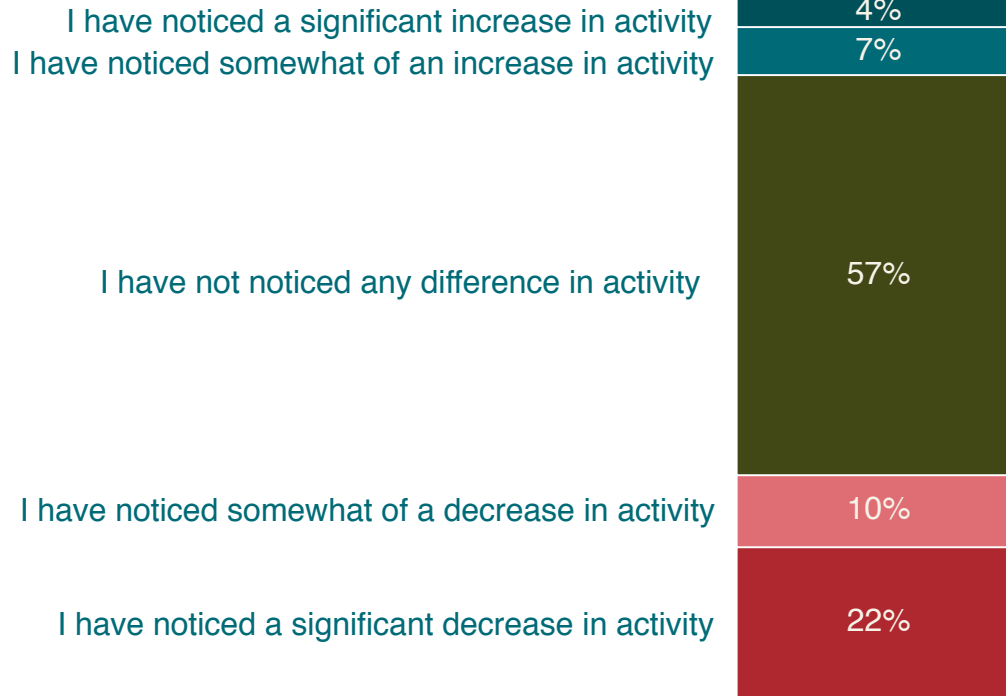 I have noticed a significant increase in activity
4%
I have noticed somewhat of an increase in activity
7%
I have not noticed any difference in activity
57%
I have noticed somewhat of a decrease in activity
10%
I have noticed a significant decrease in activity
22%